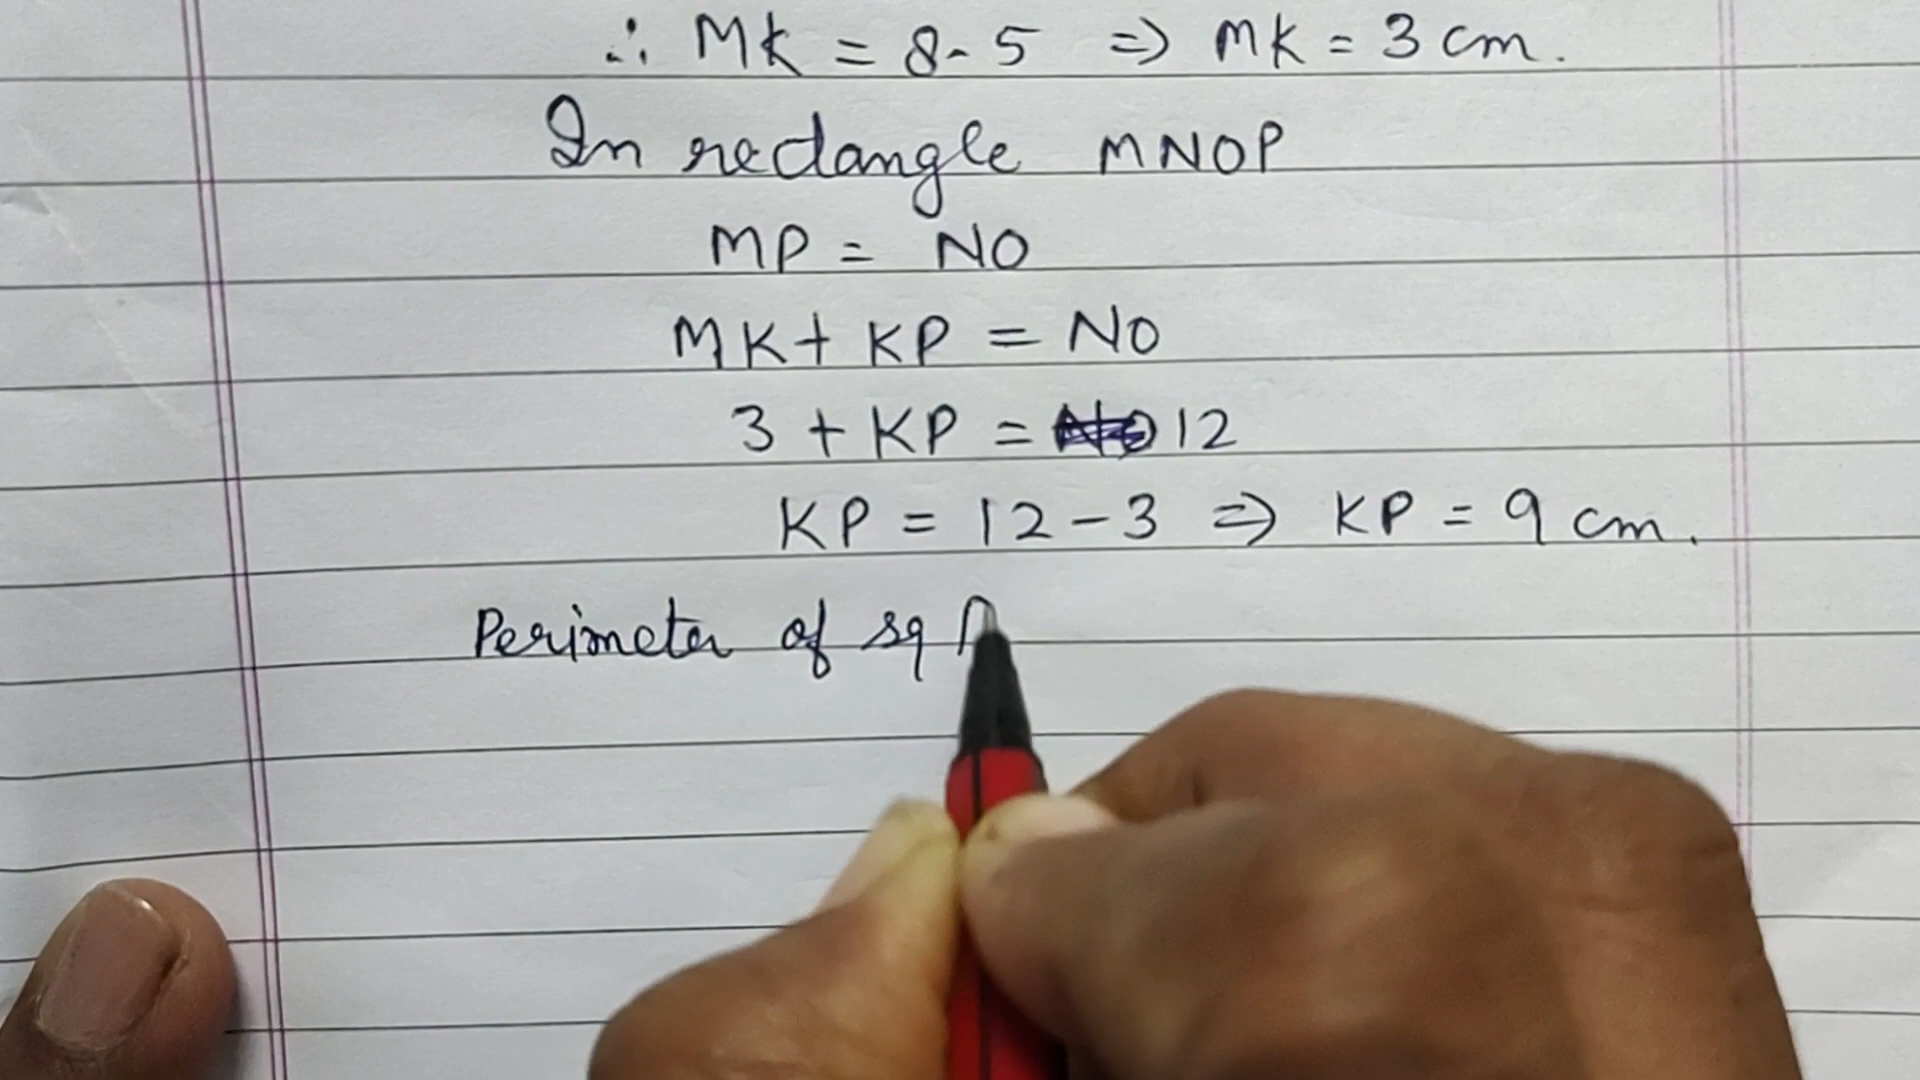 ∴ MK = 8-5 ⇒ MK = 3 cm.
In rectangle MNOP
MP = NO
MK + KP = NO
3 + KP = 12
KP = 12 - 3 ⇒ KP = 9 cm.
Perimeter of sq